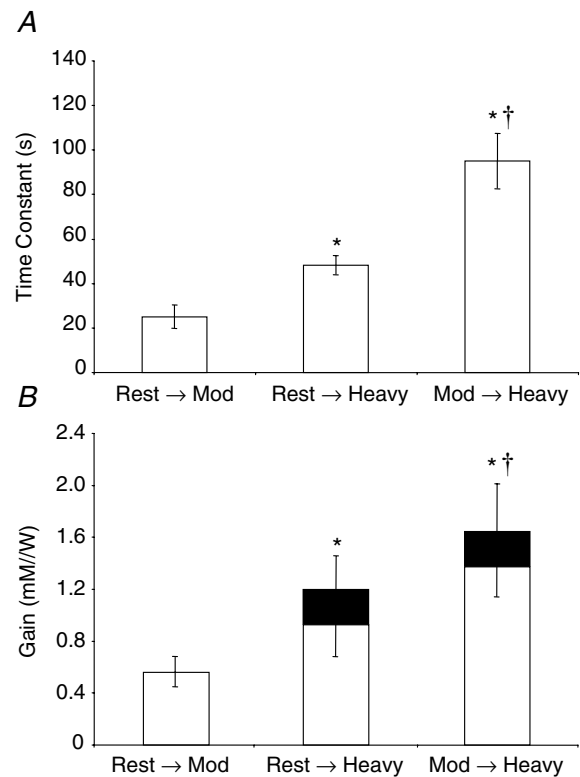 A
140
120
100
80
60
40
20
0
Time Constant (s)
*
* †
Rest → Mod
Rest → Heavy
Mod → Heavy
B
2.4
2.0
1.6
1.2
0.8
0.4
0
Gain (mM//W)
*
* †
Rest → Mod
Rest → Heavy
Mod → Heavy